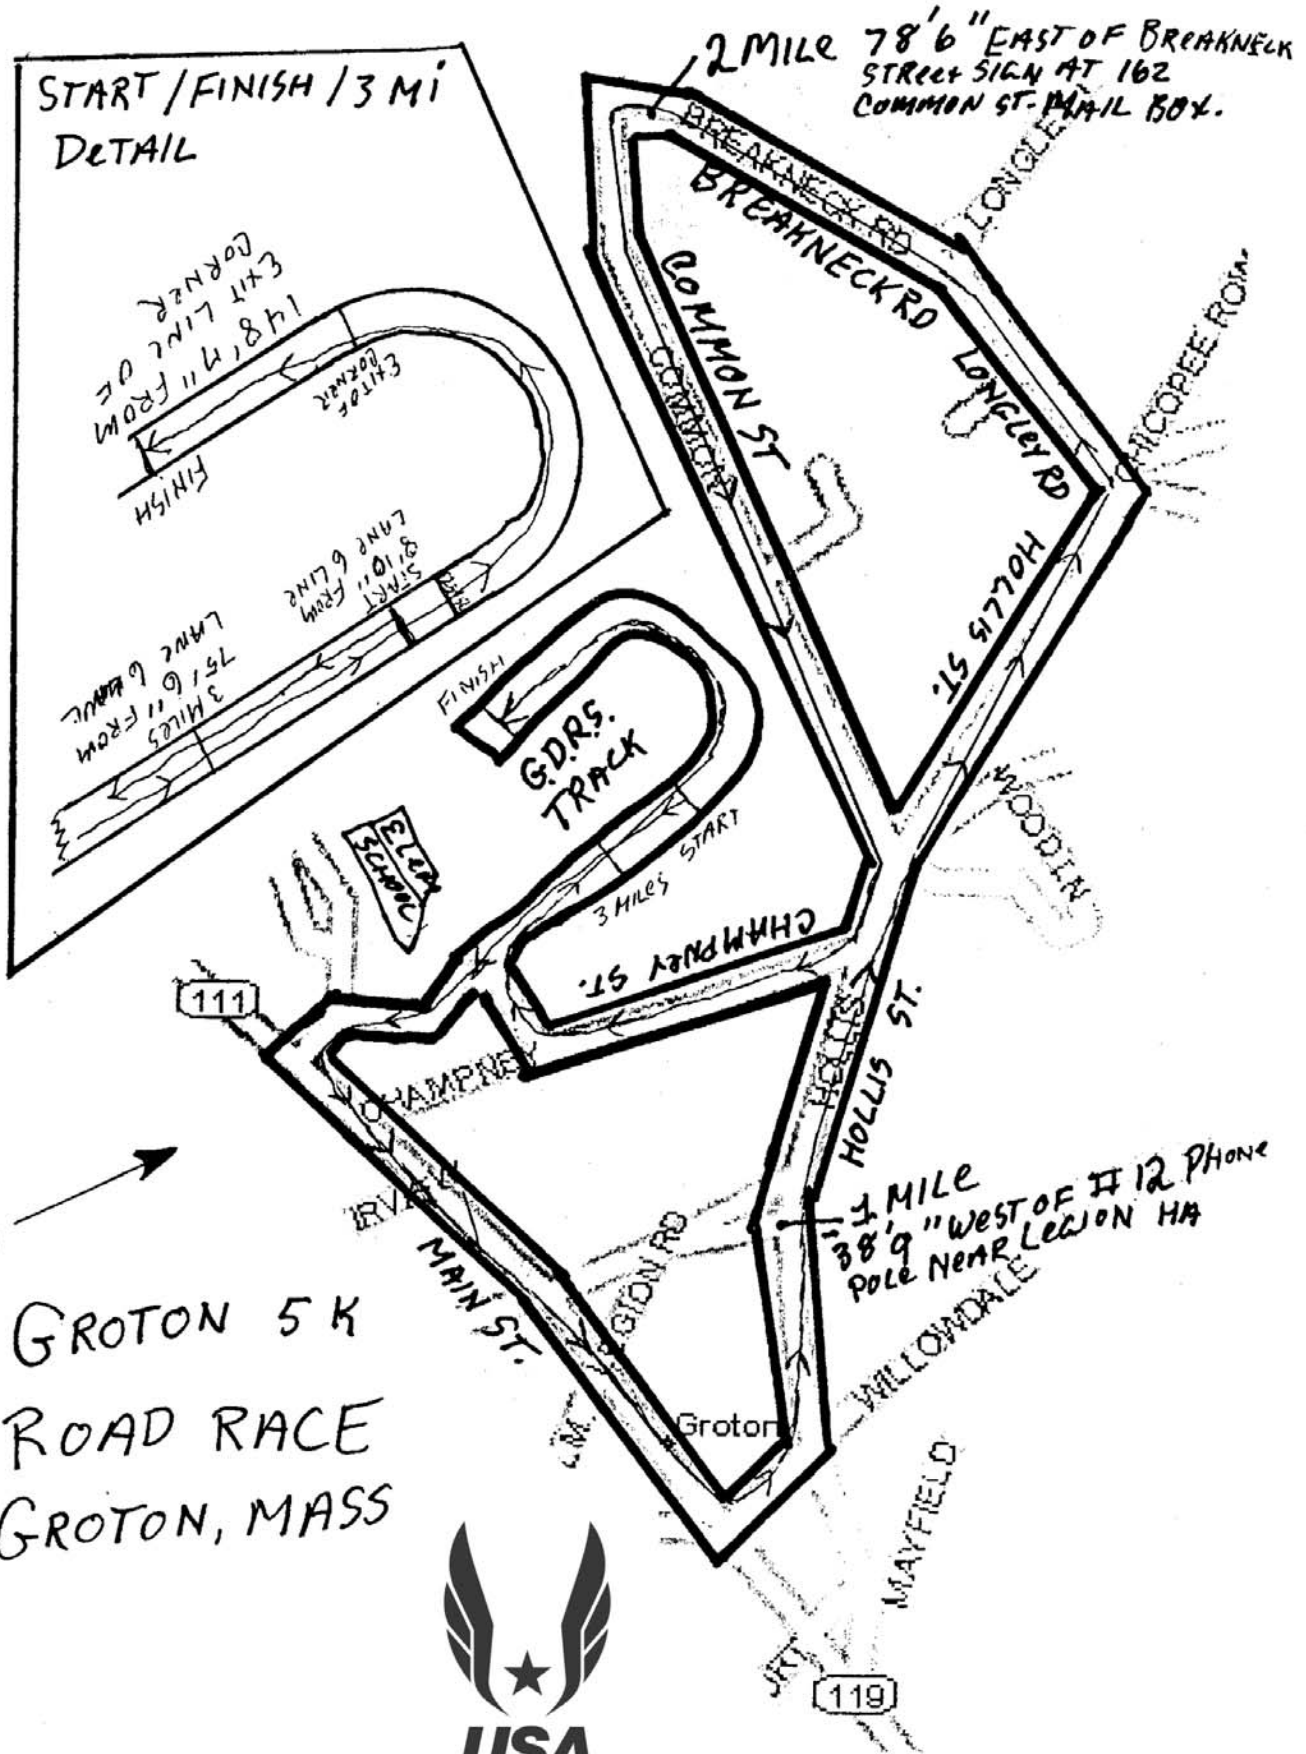 START/FINISH/3 Mi
DETAIL
148'M" FROM
EXIT LINE OF
CORNER
EXIT OF
CORNER
FINISH
START
8'10" FROM
LANE 6 LINE
3 MILES
75'6" FROM
LANE 6
2 MILE 78'6" EAST OF BREAKNECK
STREET SIGN AT 162
COMMON ST. MAIL BOX.
BREAKNECK RD
BREAKNECK RD
LONGLEY
LONGLEY RD
CHICOPEE ROW
COMMON ST
COMMON
HOLLIS ST.
WOODIN
FINISH
G.D.R.S.
TRACK
START
3 MILES
ELEM
SCHOOL
CHAMPNEY ST.
111
CHAMPNEY
HOLLIS
HOLLIS ST.
MAIN ST.
1 MILE
38'9" WEST OF #12 PHONE
POLE NEAR LEGION HA
WILLOWDALE
Groton
MAYFIELD
119
GROTON 5K
ROAD RACE
GROTON, MASS
USA